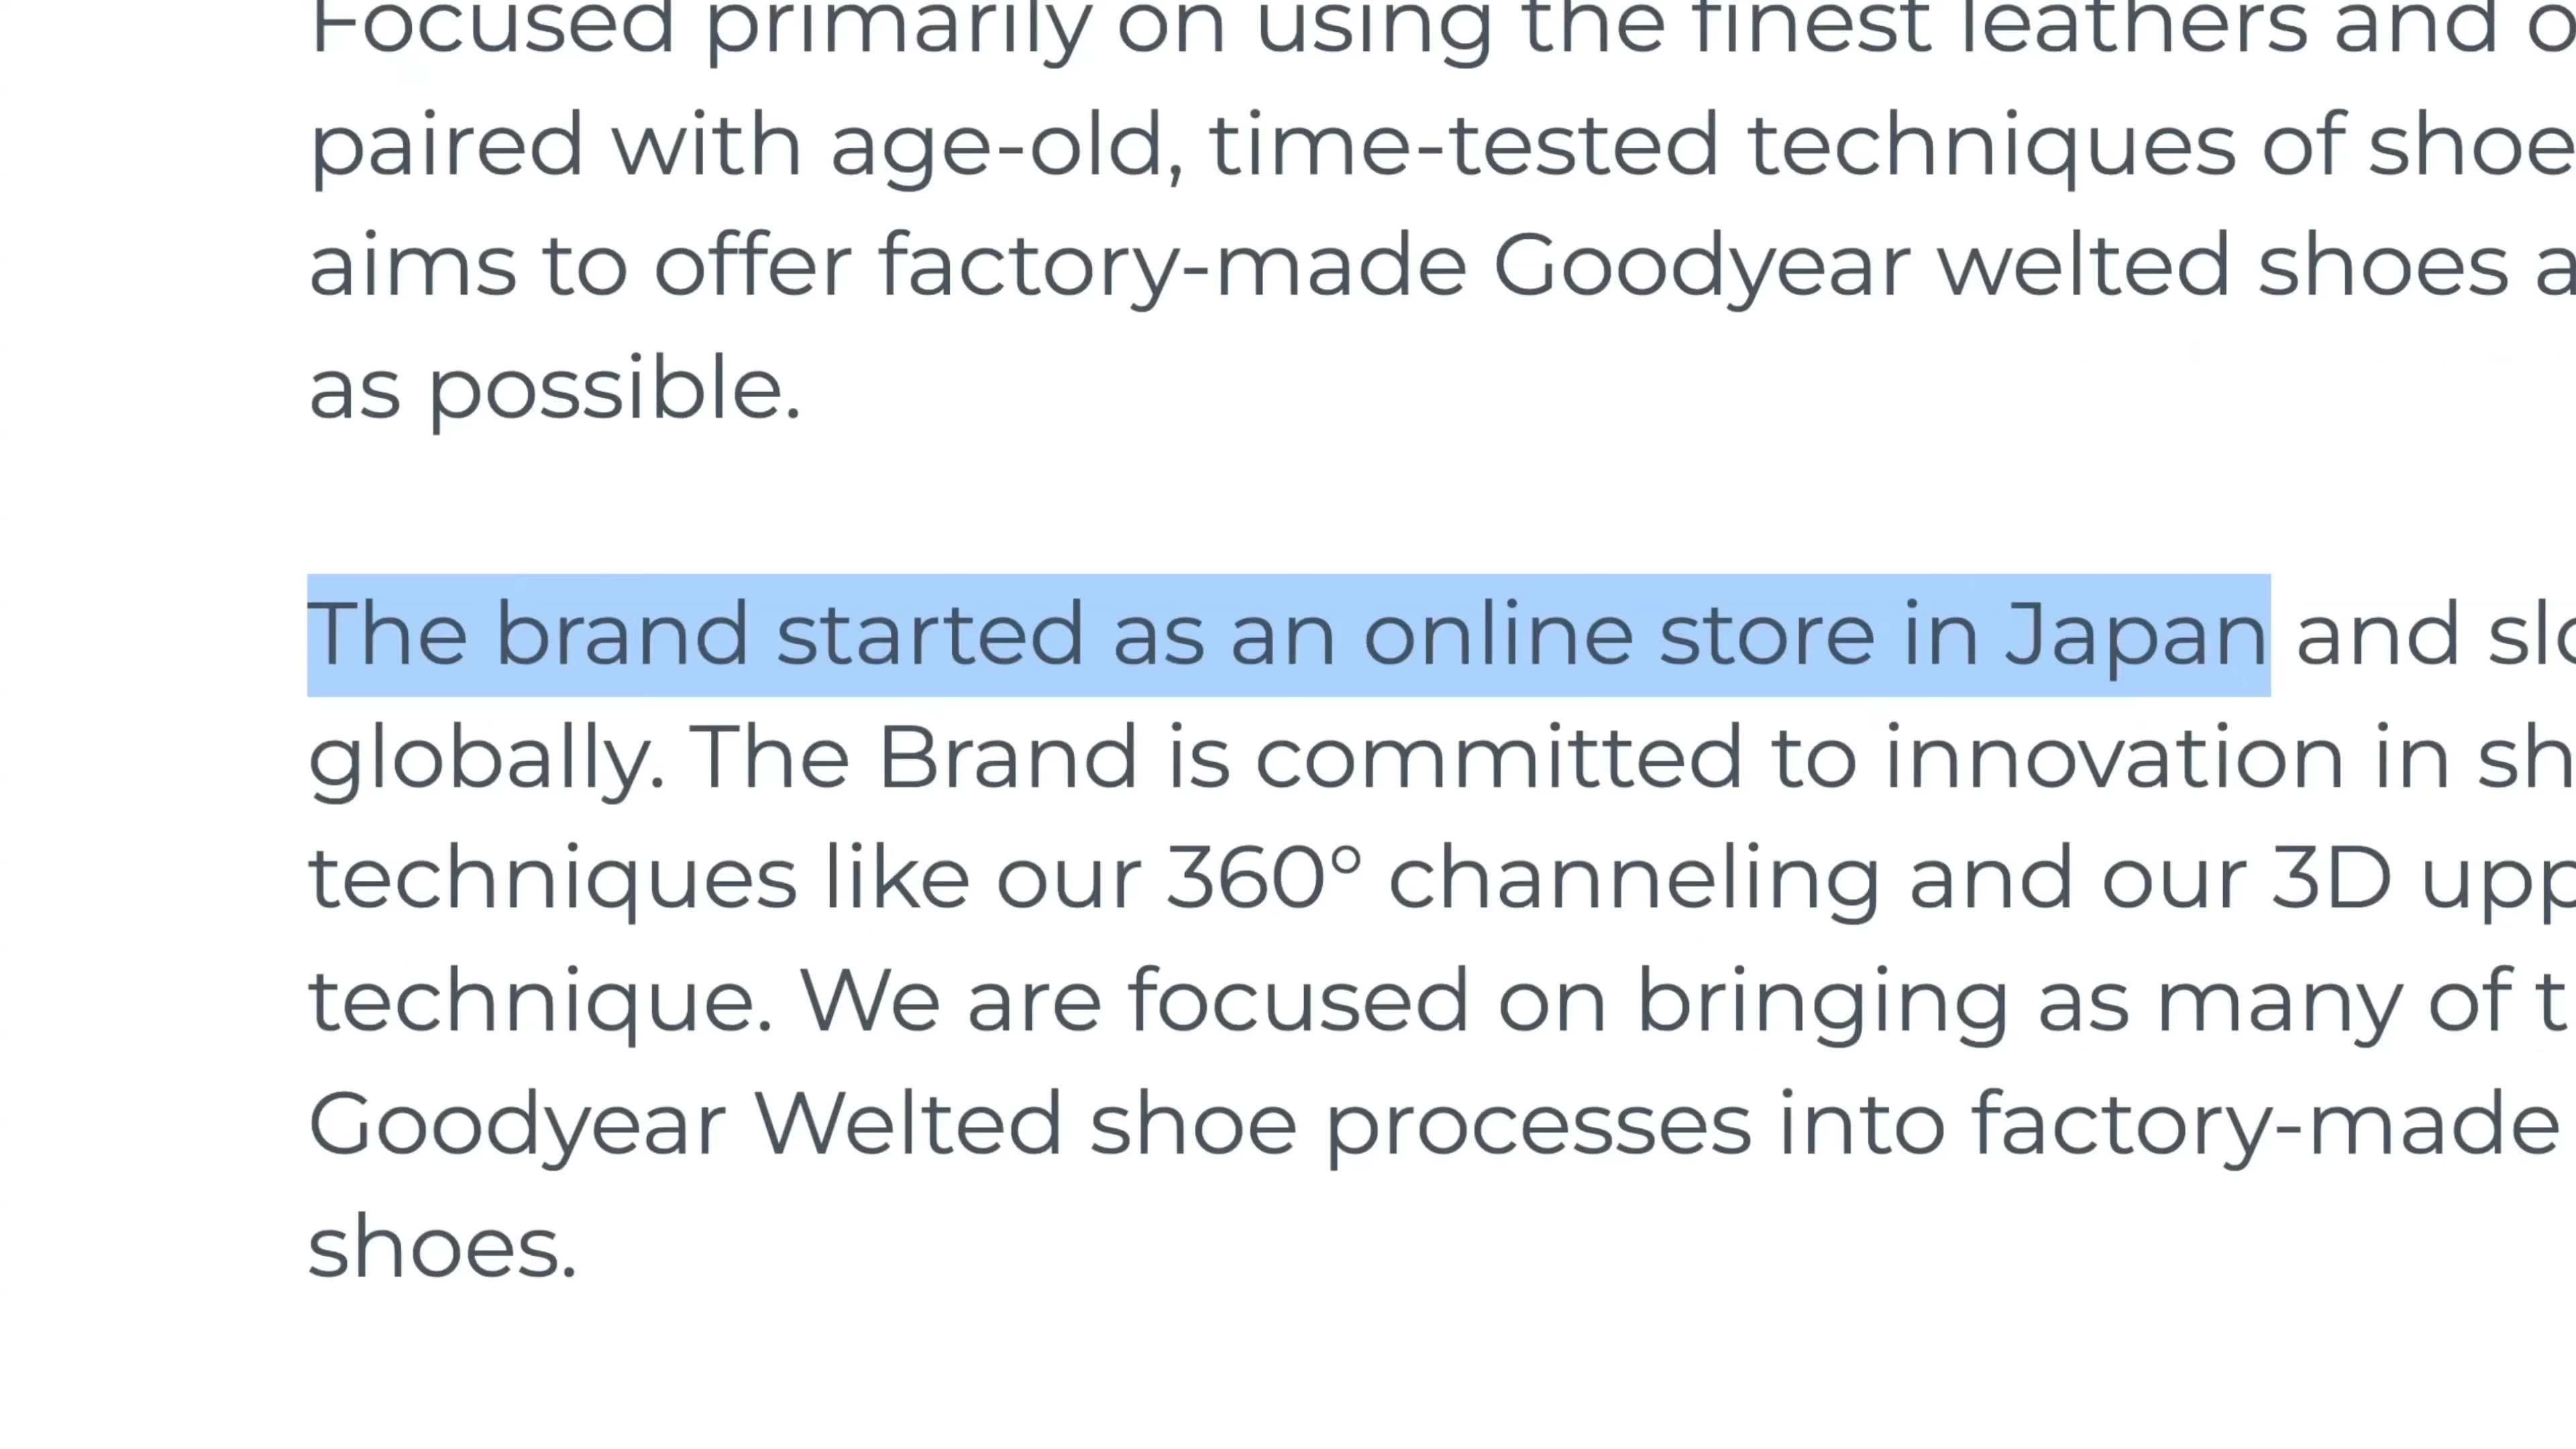 Focused primarily on using the finest leathers and
paired with age-old, time-tested techniques of shoe
aims to offer factory-made Goodyear welted shoes
as possible.
The brand started as an online store in Japan and
globally. The Brand is committed to innovation in
techniques like our 360° channeling and our 3D
technique. We are focused on bringing as many of
Goodyear Welted shoe processes into factory-made
shoes.